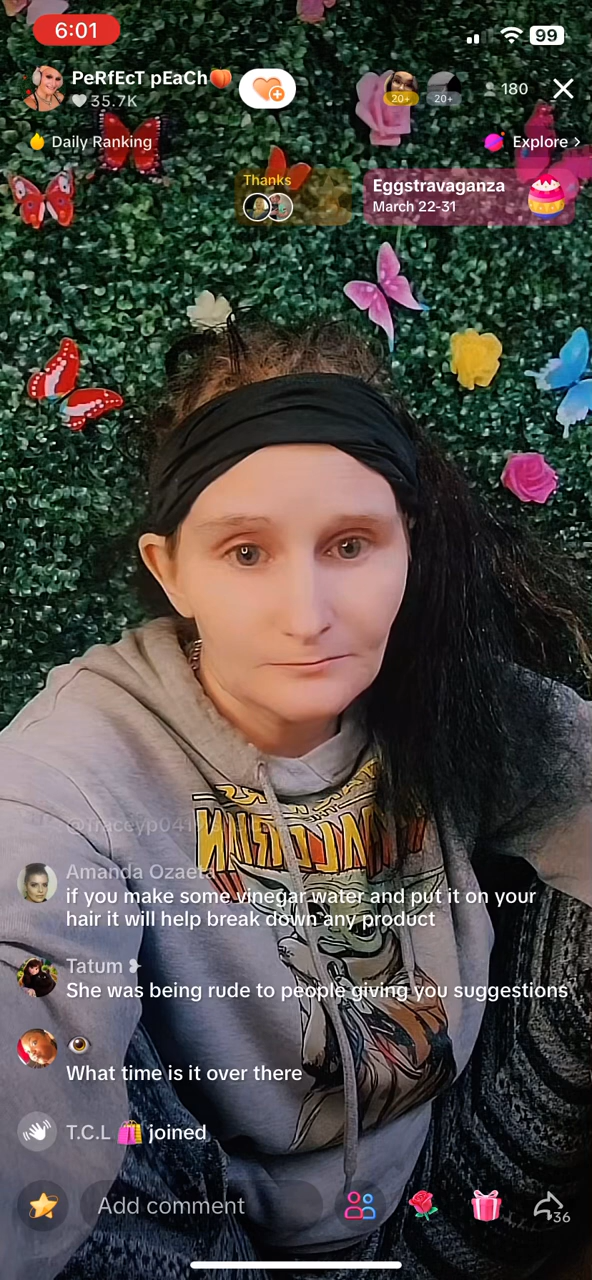 6:01
99
PeRfEcT pEaCh🍑
35.7K
20+
20+
180
Daily Ranking
Explore >
Thanks
Eggstravaganza
March 22-31
Amanda Ozaeta
if you make some vinegar water and put it on your
hair it will help break down any product
Tatum ❥
She was being rude to people giving you suggestions
👁️
What time is it over there
T.C.L 🛍️ joined
Add comment
36